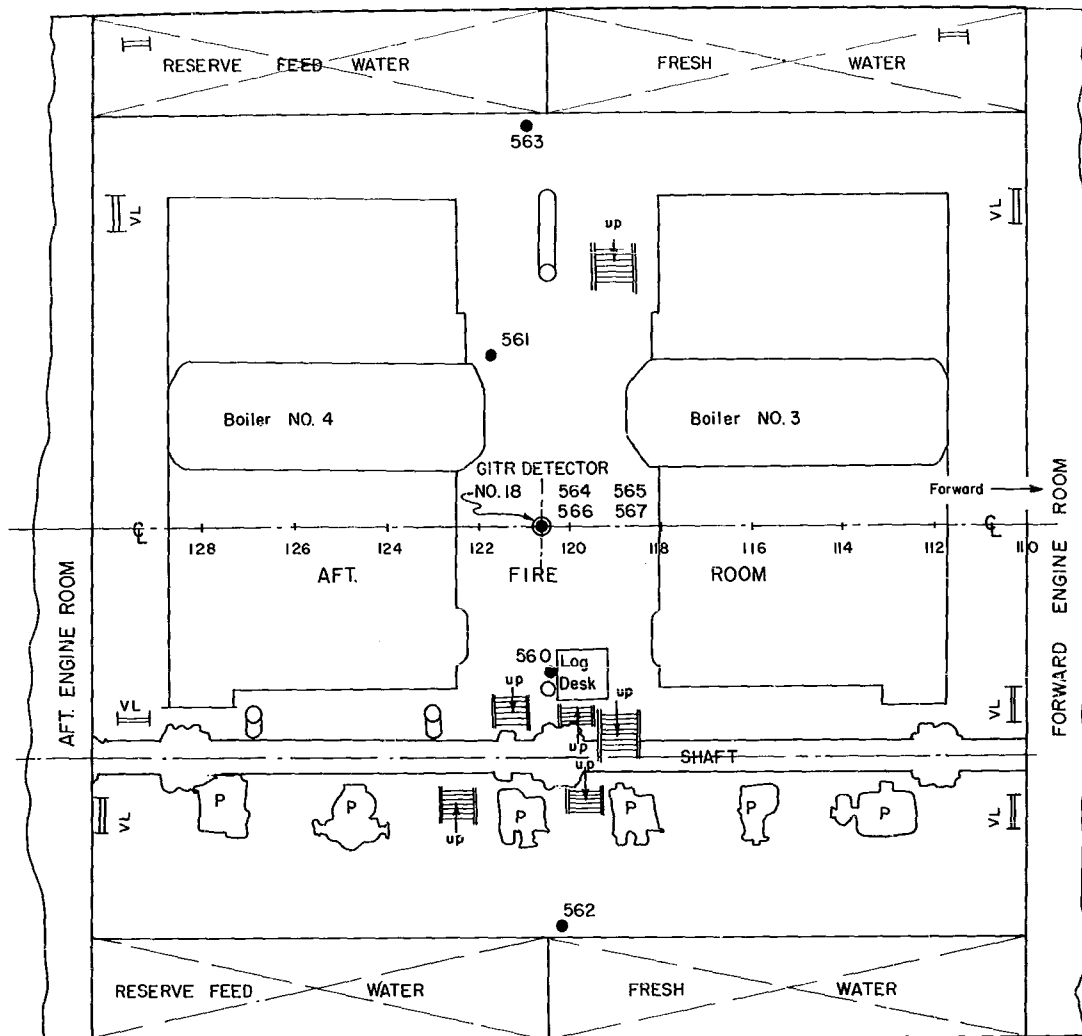 RESERVE FEED WATER
FRESH WATER
563
VL
VL
up
561
Boiler NO. 4
Boiler NO. 3
GITR DETECTOR
NO. 18
564 565
566 567
Forward
℄
128 126 124 122 120 118 116 114 112 110
℄
AFT. FIRE ROOM
AFT. ENGINE ROOM
FORWARD ENGINE ROOM
560
Log
Desk
up
up
VL
VL
up
SHAFT
up
VL
P
P
up
P
P
P
P
VL
562
RESERVE FEED WATER
FRESH WATER